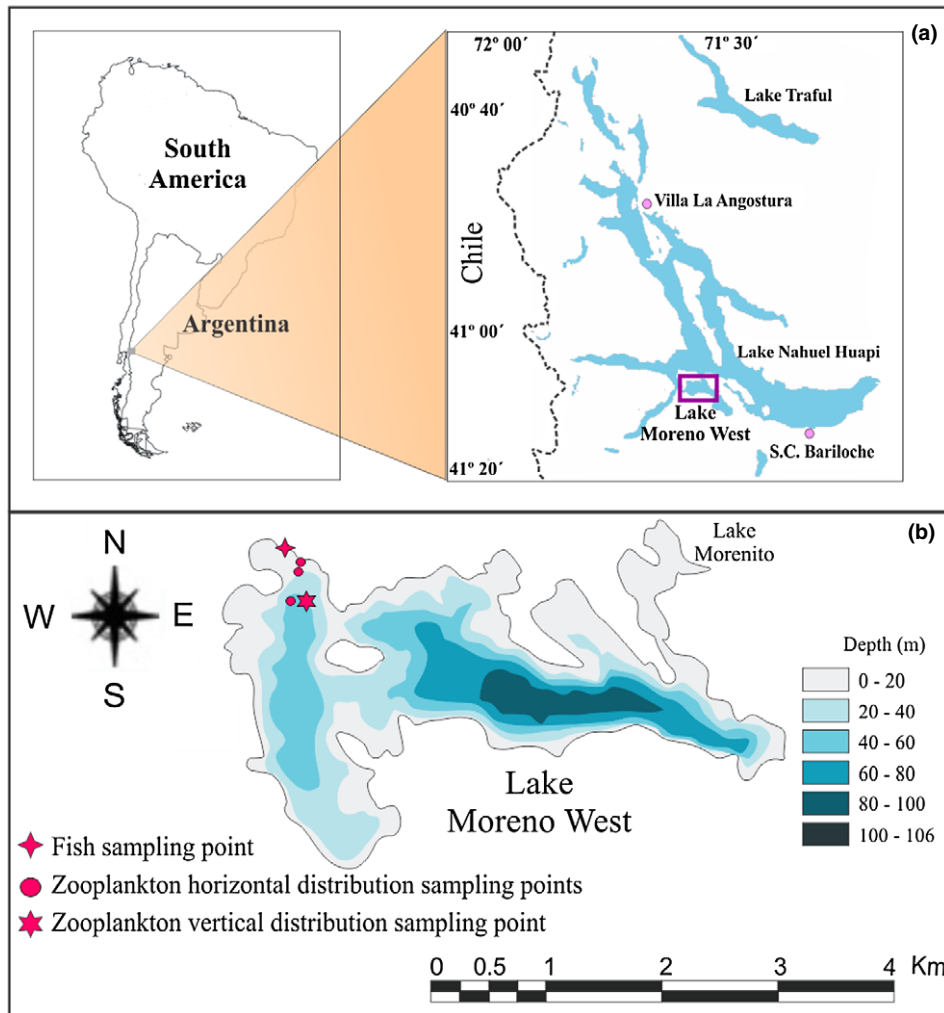 (a)
72º 00´
71º 30´
40º 40´
41º 00´
41º 20´
South
America
Argentina
Chile
Lake Traful
Villa La Angostura
Lake Nahuel Huapi
Lake
Moreno West
S.C. Bariloche
(b)
N
W
E
S
Lake
Morenito
Lake
Moreno West
Depth (m)
0 - 20
20 - 40
40 - 60
60 - 80
80 - 100
100 - 106
Fish sampling point
Zooplankton horizontal distribution sampling points
Zooplankton vertical distribution sampling point
0 0.5 1 2 3 4 Km